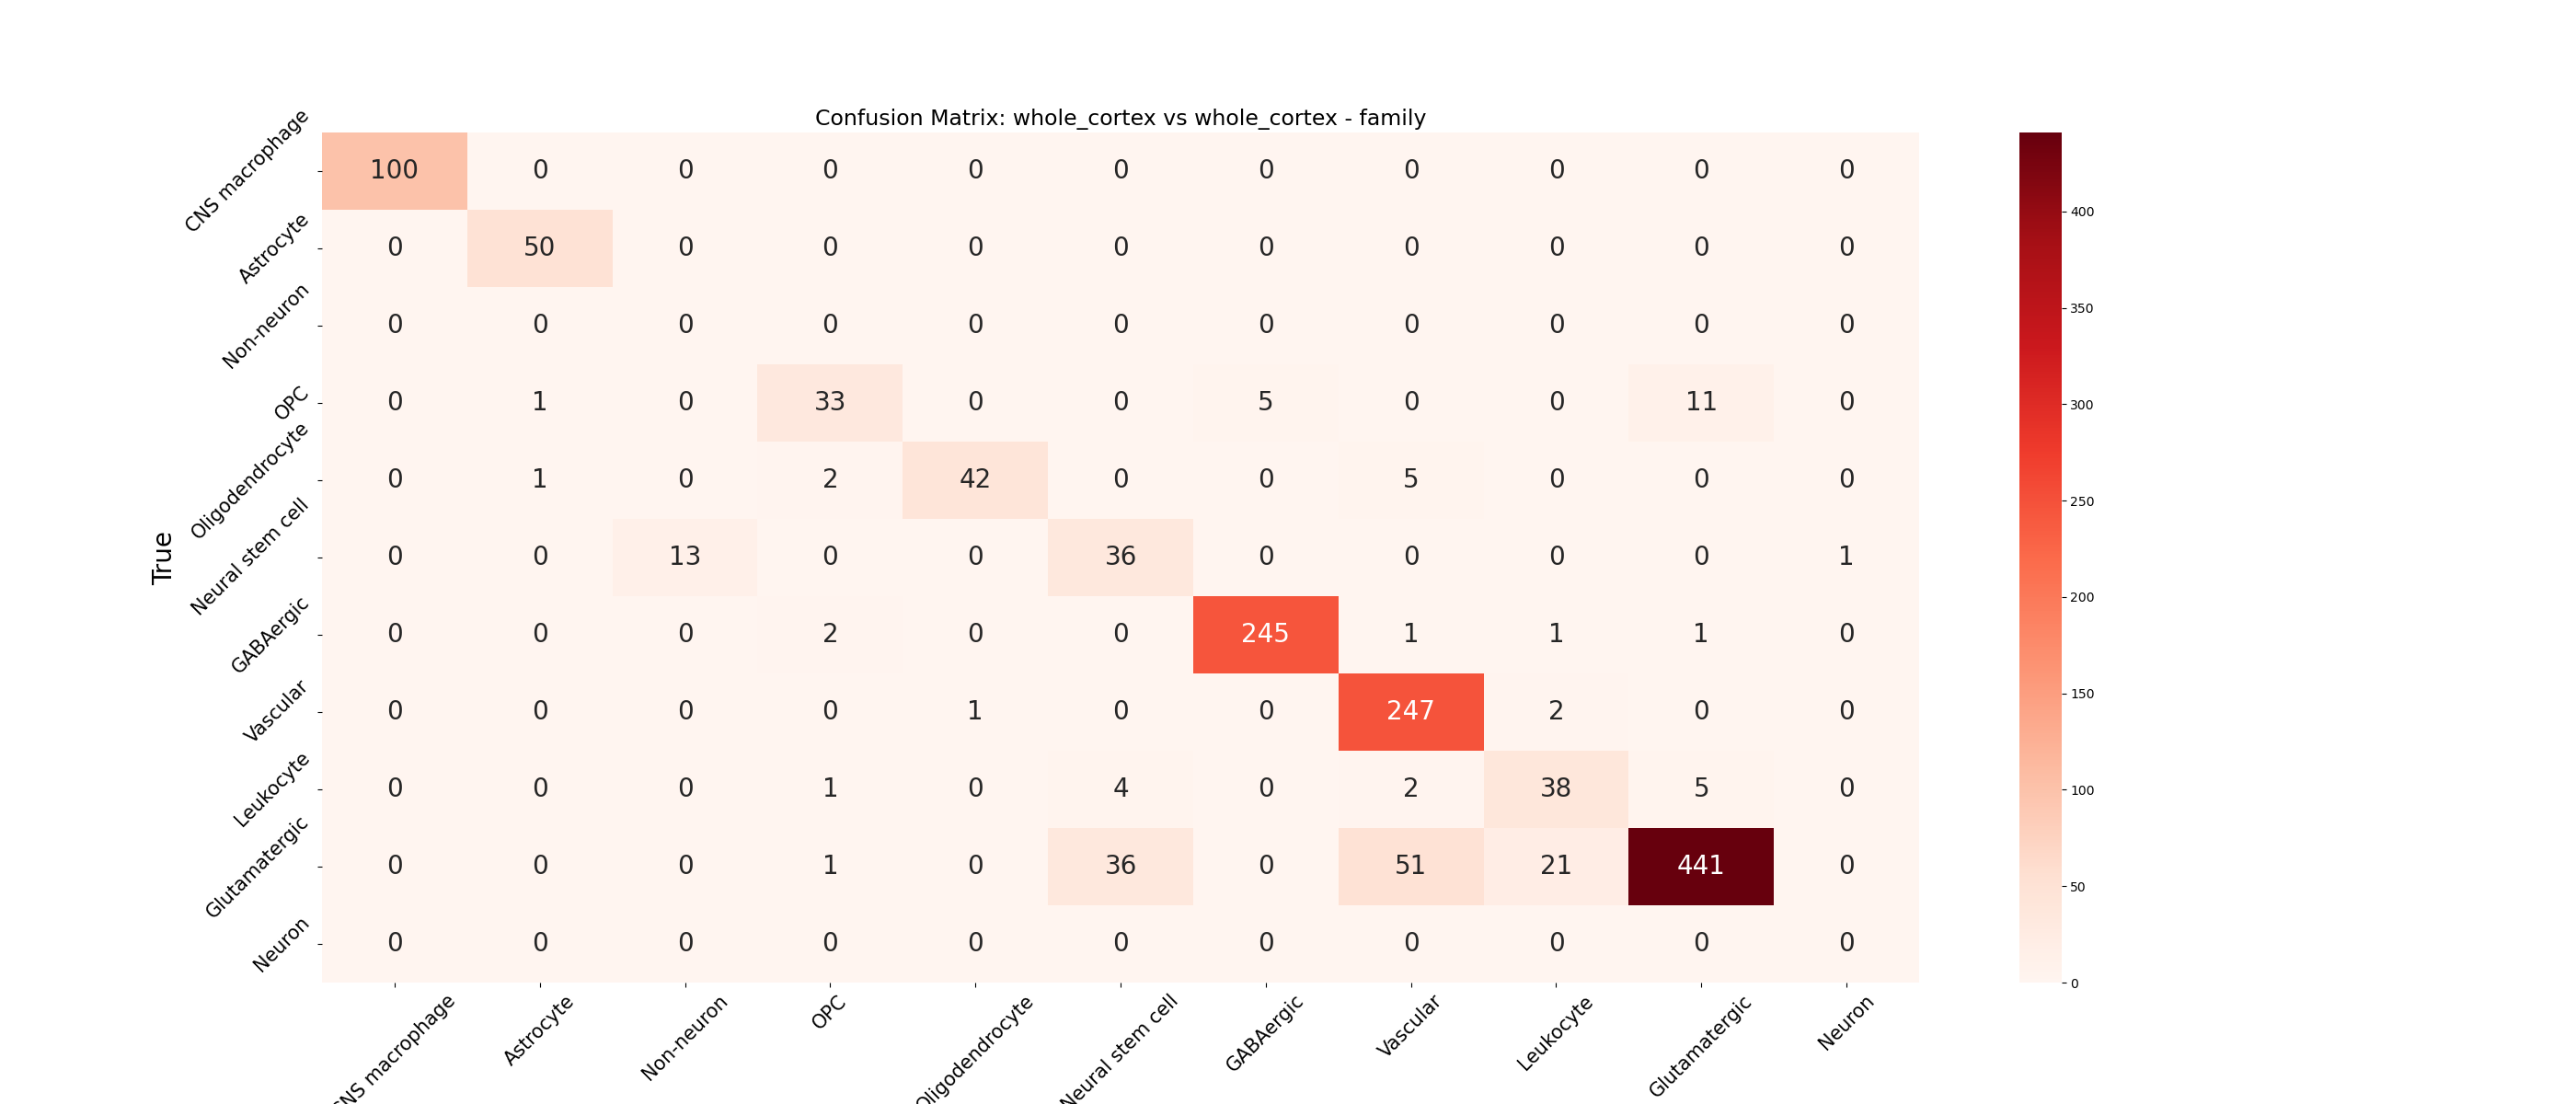 Confusion Matrix: whole_cortex vs whole_cortex - family
True
CNS macrophage 100 0 0 0 0 0 0 0 0 0 0
Astrocyte 0 50 0 0 0 0 0 0 0 0 0
Non-neuron 0 0 0 0 0 0 0 0 0 0 0
OPC 0 1 0 33 0 0 5 0 0 11 0
Oligodendrocyte 0 1 0 2 42 0 0 5 0 0 0
Neural stem cell 0 0 13 0 0 36 0 0 0 0 1
GABAergic 0 0 0 2 0 0 245 1 1 1 0
Vascular 0 0 0 0 1 0 0 247 2 0 0
Leukocyte 0 0 0 1 0 4 0 2 38 5 0
Glutamatergic 0 0 0 1 0 36 0 51 21 441 0
Neuron 0 0 0 0 0 0 0 0 0 0 0
CNS macrophage Astrocyte Non-neuron OPC Oligodendrocyte Neural stem cell GABAergic Vascular Leukocyte Glutamatergic Neuron
400
350
300
250
200
150
100
50
0